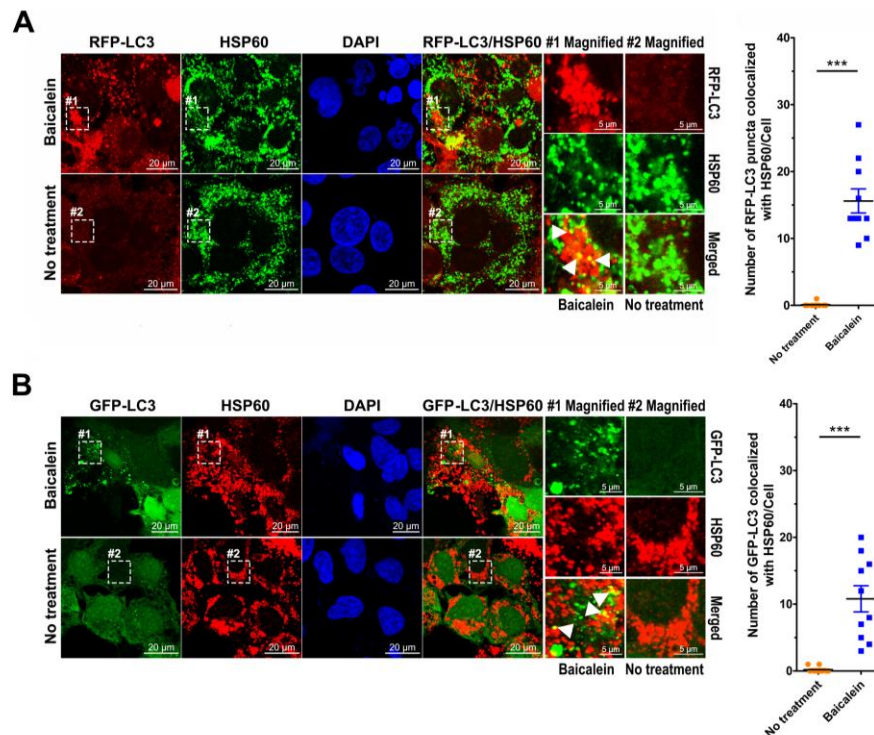 A
RFP-LC3 HSP60 DAPI RFP-LC3/HSP60 #1 Magnified #2 Magnified
Baicalein
#1 #1 #1
20 µm 20 µm 20 µm 20 µm
No treatment
#2 #2 #2
20 µm 20 µm 20 µm 20 µm
5 µm 5 µm
RFP-LC3
5 µm 5 µm
HSP60
5 µm 5 µm
Merged
Baicalein No treatment
Number of RFP-LC3 puncta colocalized
with HSP60/Cell
40
30
20
10
0
***
No treatment
Baicalein
B
GFP-LC3 HSP60 DAPI GFP-LC3/HSP60 #1 Magnified #2 Magnified
Baicalein
#1 #1 #1
20 µm 20 µm 20 µm 20 µm
No treatment
#2 #2 #2
20 µm 20 µm 20 µm 20 µm
5 µm 5 µm
GFP-LC3
5 µm 5 µm
HSP60
5 µm 5 µm
Merged
Baicalein No treatment
Number of GFP-LC3 colocalized
with HSP60/Cell
40
30
20
10
0
***
No treatment
Baicalein